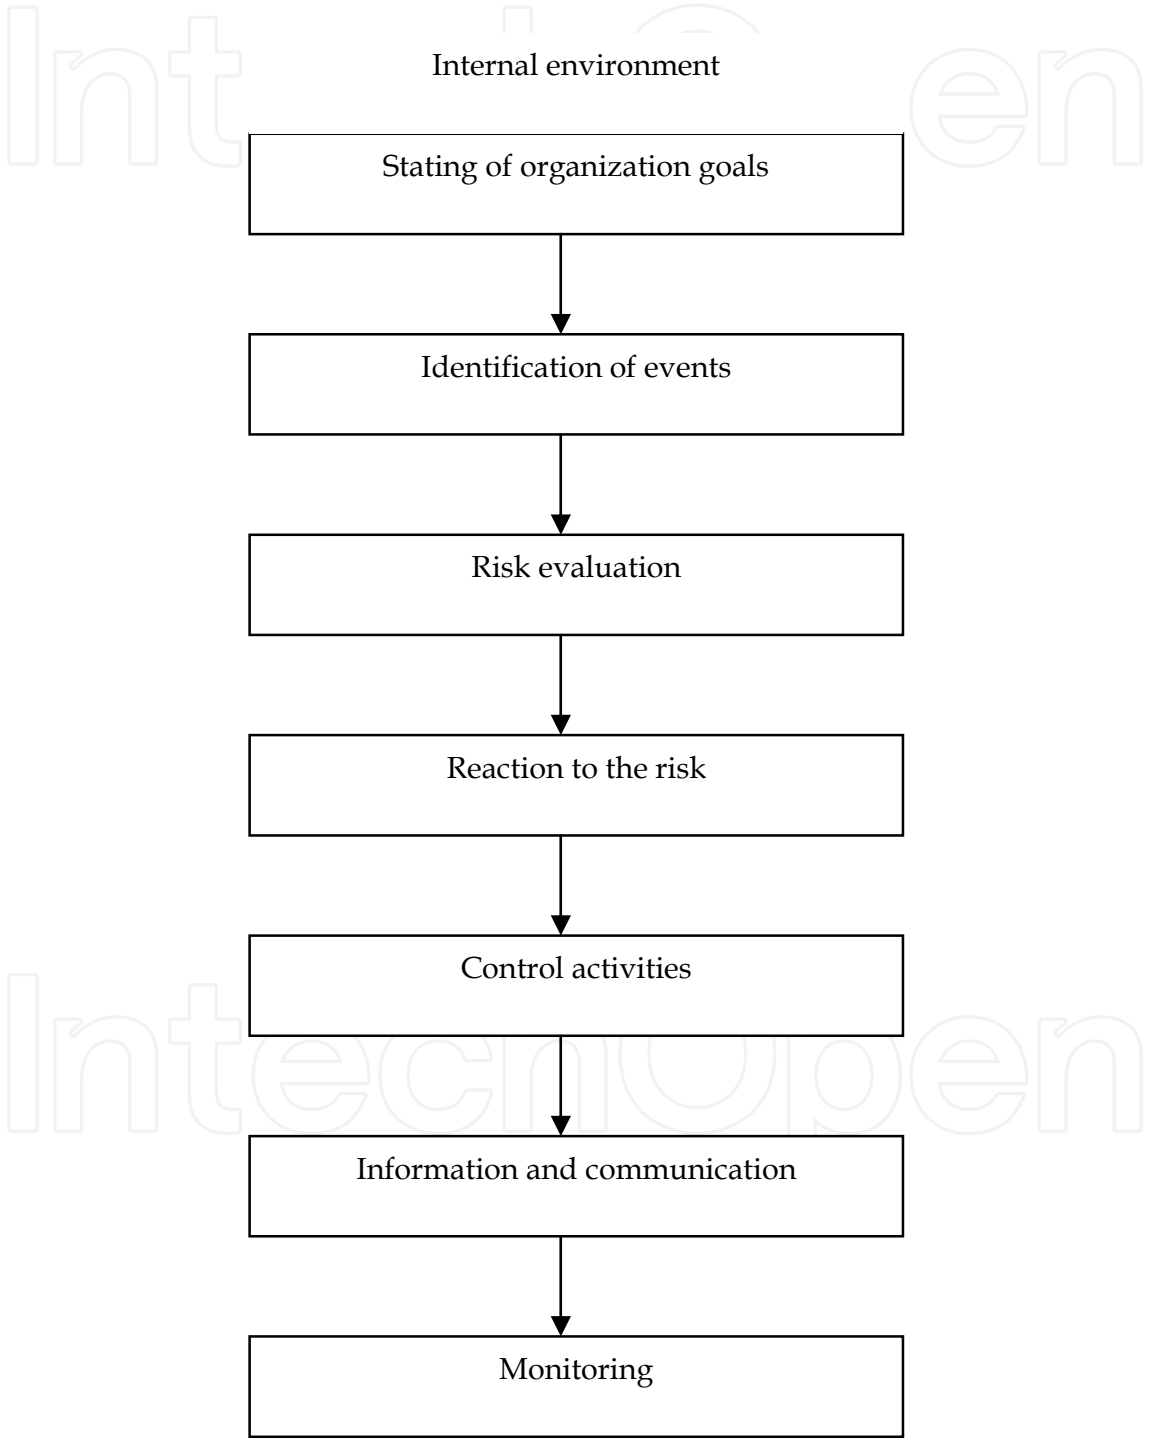 Internal environment
Stating of organization goals
Identification of events
Risk evaluation
Reaction to the risk
Control activities
Information and communication
Monitoring
IntechOpen